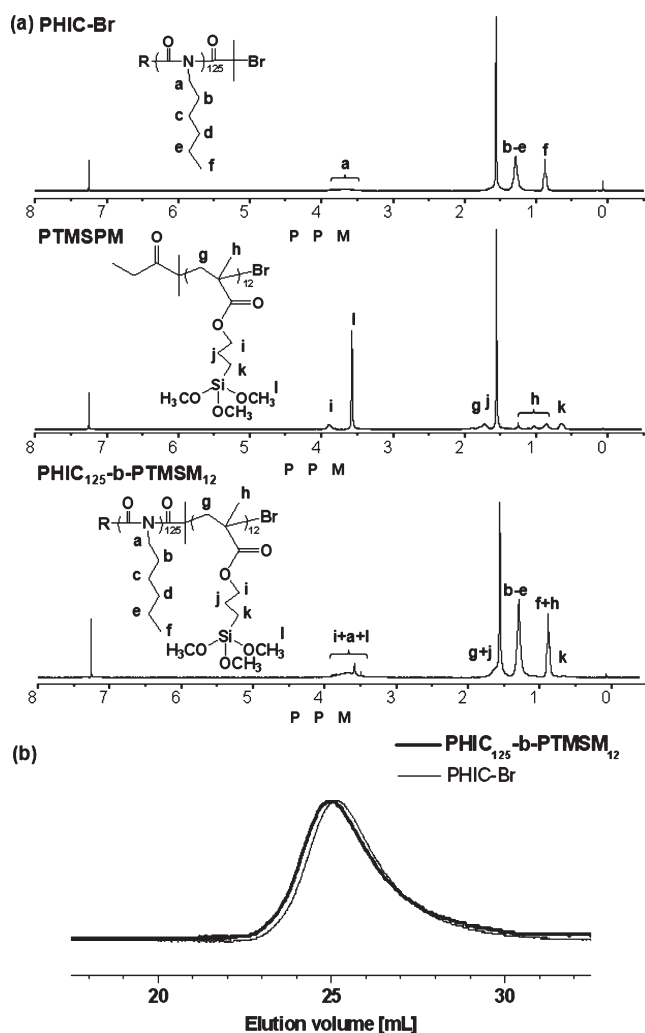 (a) PHIC-Br
O O
R ( N ) 125 Br
a
b
c
d
e
f
a b-e f
8 7 6 5 4 3 2 1 0
P P M
PTMSPM
g h
O
( ) 12 Br
O
O
i
j
k
Si
H₃CO OCH₃ l
OCH₃
i l g j h k
8 7 6 5 4 3 2 1 0
P P M
PHIC₁₂₅-b-PTMSM₁₂
g h
O O
R ( N ) 125 ( ) 12 Br
a O
b O
c i
d j
e k
f Si l
H₃CO OCH₃
OCH₃
i+a+l g+j b-e f+h k
8 7 6 5 4 3 2 1 0
P P M
(b)
PHIC₁₂₅-b-PTMSM₁₂
PHIC-Br
20 25 30
Elution volume [mL]